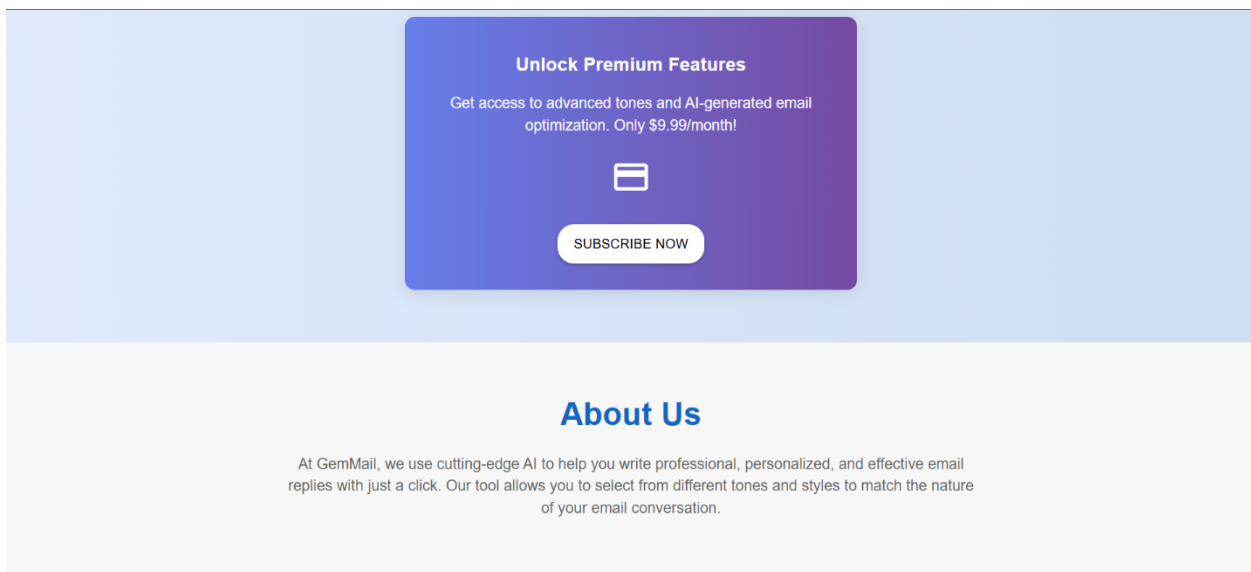 Unlock Premium Features
Get access to advanced tones and AI-generated email
optimization. Only $9.99/month!
SUBSCRIBE NOW
About Us
At GemMail, we use cutting-edge AI to help you write professional, personalized, and effective email
replies with just a click. Our tool allows you to select from different tones and styles to match the nature
of your email conversation.